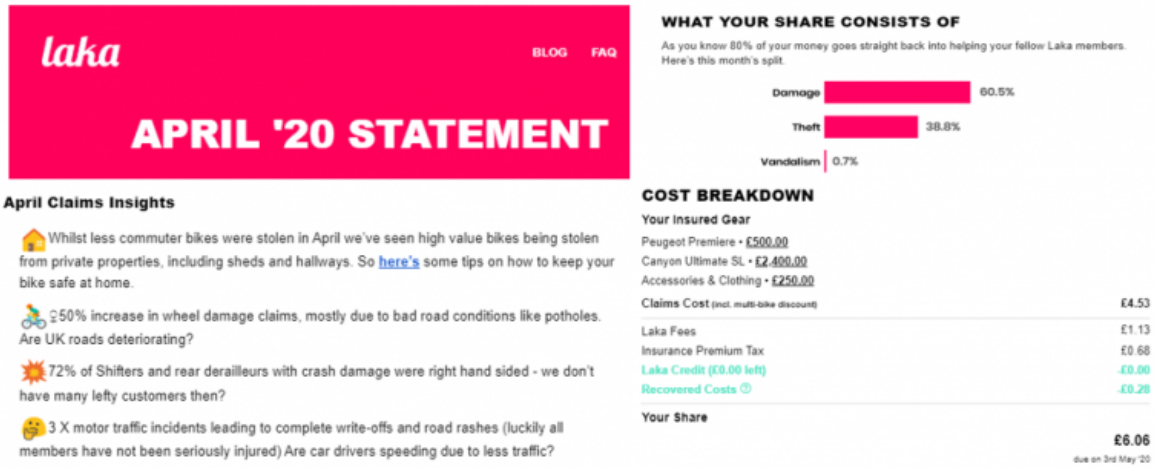 laka
BLOG FAQ
APRIL '20 STATEMENT
April Claims Insights
Whilst less commuter bikes were stolen in April we've seen high value bikes being stolen
from private properties, including sheds and hallways. So here's some tips on how to keep your
bike safe at home.
♀50% increase in wheel damage claims, mostly due to bad road conditions like potholes.
Are UK roads deteriorating?
72% of Shifters and rear derailleurs with crash damage were right hand sided - we don't
have many lefty customers then?
3 X motor traffic incidents leading to complete write-offs and road rashes (luckily all
members have not been seriously injured) Are car drivers speeding due to less traffic?
WHAT YOUR SHARE CONSISTS OF
As you know 80% of your money goes straight back into helping your fellow Laka members.
Here's this month's split.
Damage 60.5%
Theft 38.8%
Vandalism 0.7%
COST BREAKDOWN
Your Insured Gear
Peugeot Premiere • £500.00
Canyon Ultimate SL • £2,400.00
Accessories & Clothing • £250.00
Claims Cost (incl. multi-bike discount) £4.53
Laka Fees £1.13
Insurance Premium Tax £0.68
Laka Credit (£0.00 left) -£0.00
Recovered Costs ? -£0.28
Your Share
£6.06
due on 3rd May '20